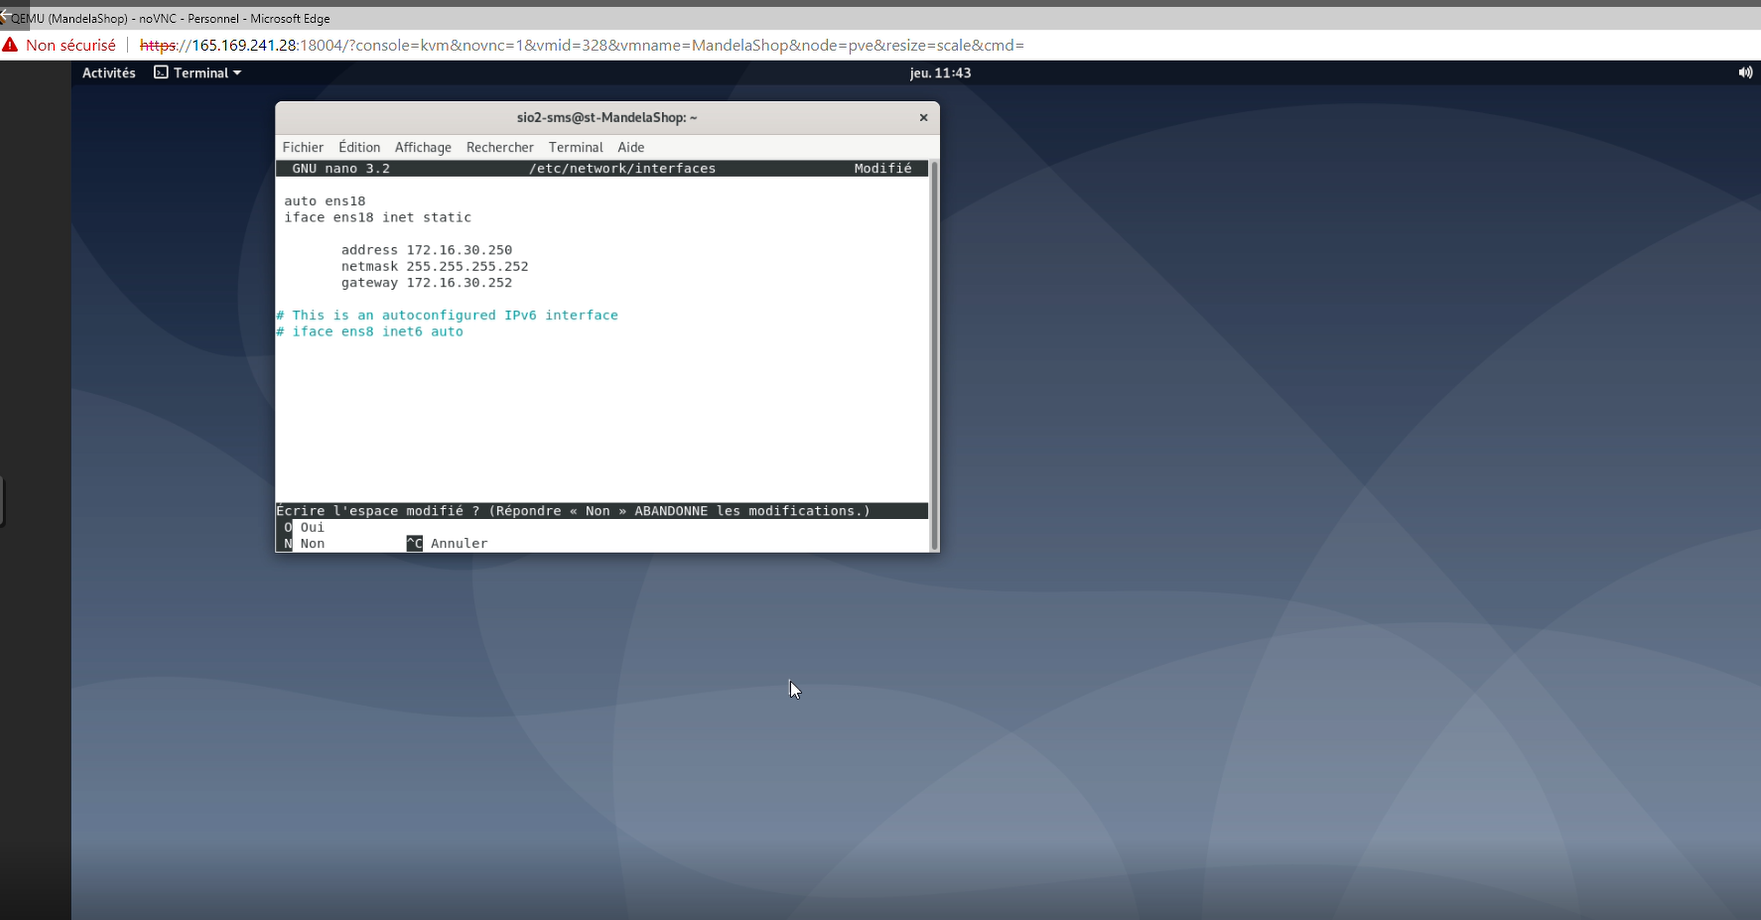 QEMU (MandelaShop) - noVNC - Personnel - Microsoft Edge
Non sécurisé https://165.169.241.28:18004/?console=kvm&novnc=1&vmid=328&vmname=MandelaShop&node=pve&resize=scale&cmd=
Activités Terminal jeu. 11:43
sio2-sms@st-MandelaShop: ~ ×
Fichier Édition Affichage Rechercher Terminal Aide
GNU nano 3.2 /etc/network/interfaces Modifié
auto ens18
iface ens18 inet static
address 172.16.30.250
netmask 255.255.255.252
gateway 172.16.30.252
# This is an autoconfigured IPv6 interface
# iface ens8 inet6 auto
Écrire l'espace modifié ? (Répondre « Non » ABANDONNE les modifications.)
O Oui
N Non ^C Annuler